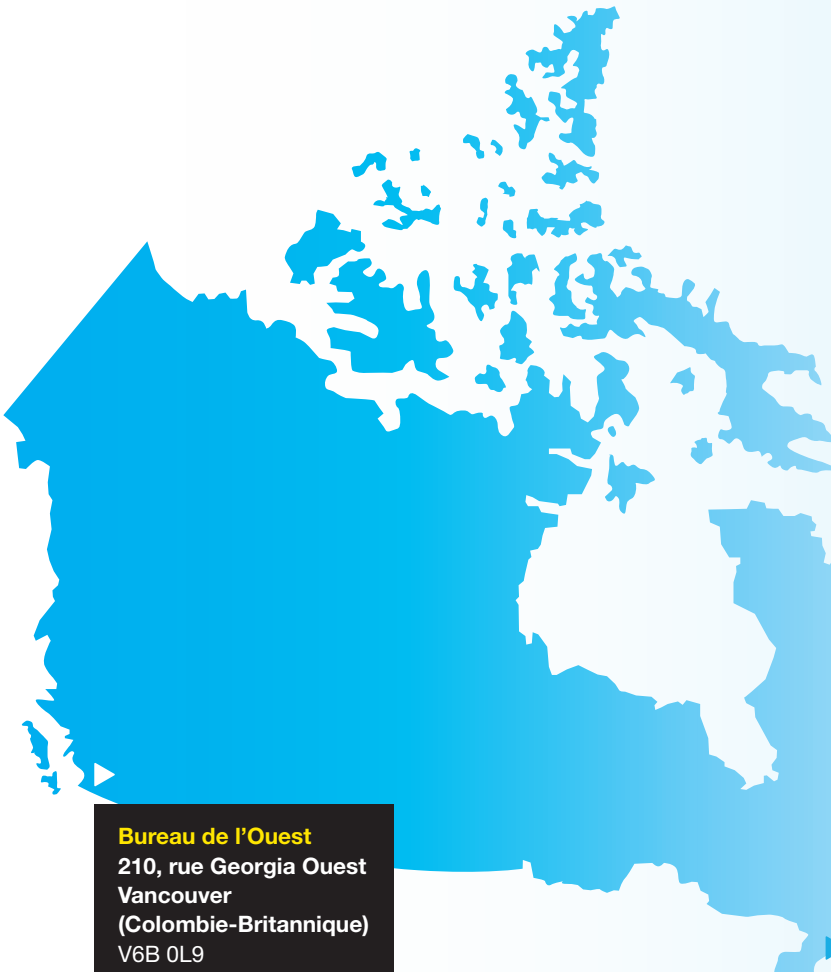 Bureau de l’Ouest
210, rue Georgia Ouest
Vancouver
(Colombie-Britannique)
V6B 0L9